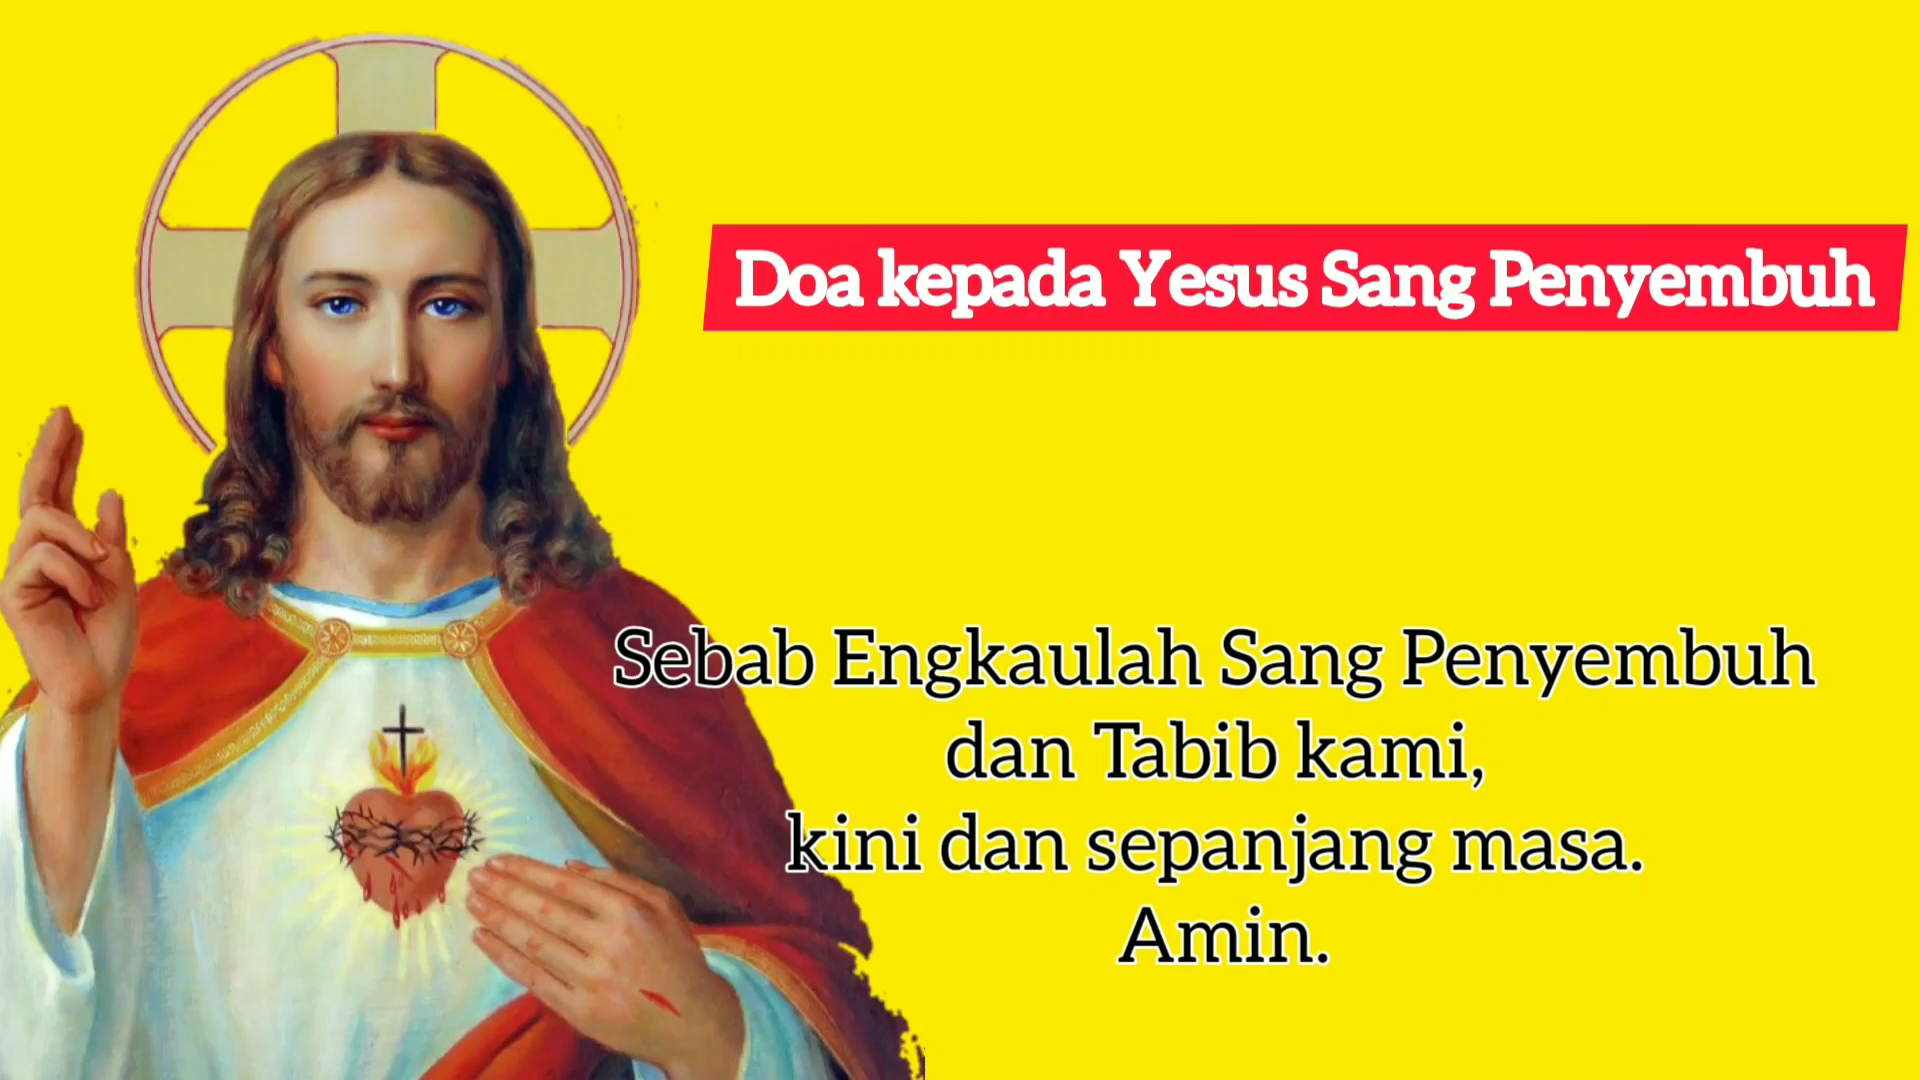 Doa kepada Yesus Sang Penyembuh
Sebab Engkaulah Sang Penyembuh
dan Tabib kami,
kini dan sepanjang masa.
Amin.